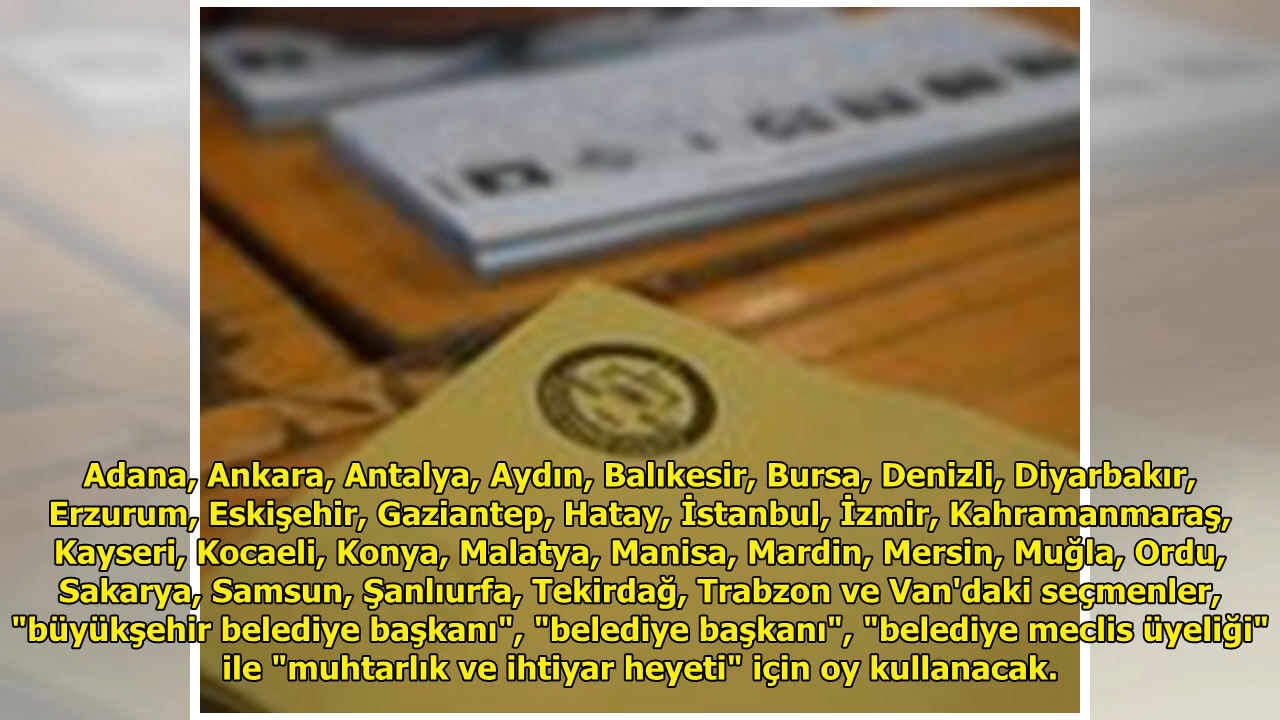 Adana, Ankara, Antalya, Aydın, Balıkesir, Bursa, Denizli, Diyarbakır,
Erzurum, Eskişehir, Gaziantep, Hatay, İstanbul, İzmir, Kahramanmaraş,
Kayseri, Kocaeli, Konya, Malatya, Manisa, Mardin, Mersin, Muğla, Ordu,
Sakarya, Samsun, Şanlıurfa, Tekirdağ, Trabzon ve Van'daki seçmenler,
"büyükşehir belediye başkanı", "belediye başkanı", "belediye meclis üyeliği"
ile "muhtarlık ve ihtiyar heyeti" için oy kullanacak.